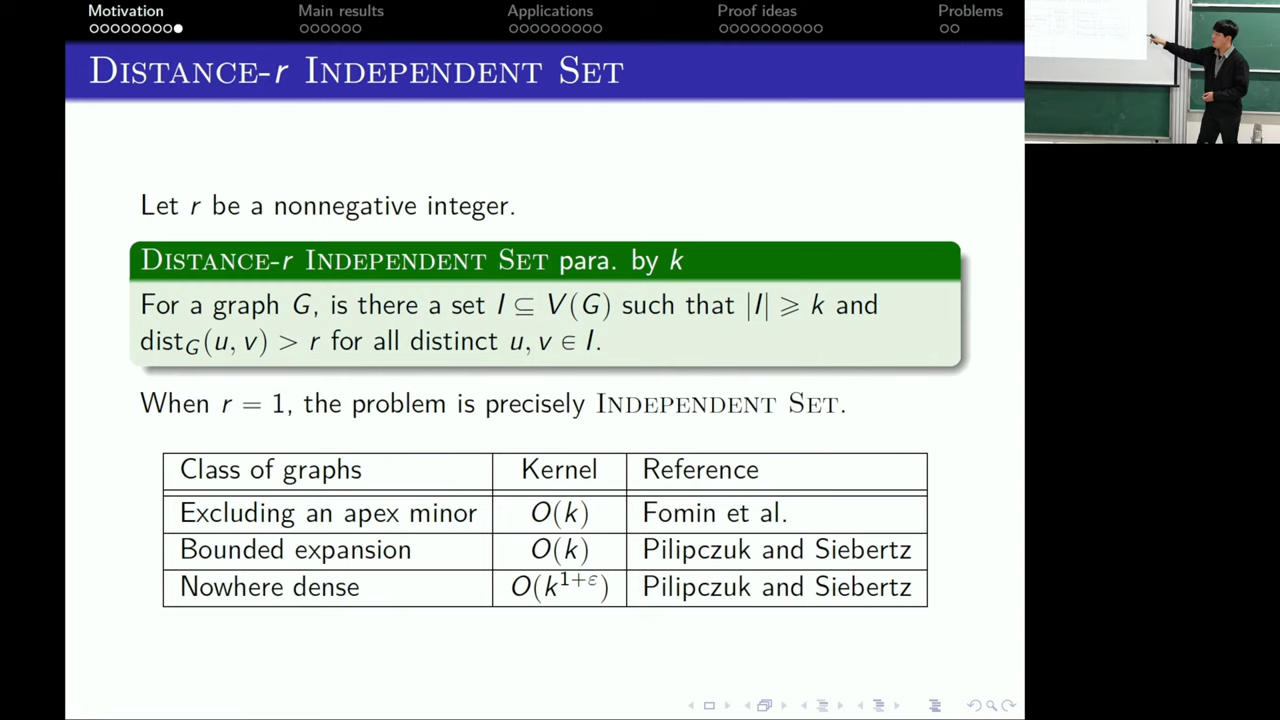 Motivation Main results Applications Proof ideas Problems
DISTANCE-r INDEPENDENT SET
Let r be a nonnegative integer.
DISTANCE-r INDEPENDENT SET para. by k
For a graph G, is there a set I ⊆ V(G) such that |I| ⩾ k and
dist_G(u, v) > r for all distinct u, v ∈ I.
When r = 1, the problem is precisely INDEPENDENT SET.
Class of graphs Kernel Reference
Excluding an apex minor O(k) Fomin et al.
Bounded expansion O(k) Pilipczuk and Siebertz
Nowhere dense O(k^{1+ε}) Pilipczuk and Siebertz